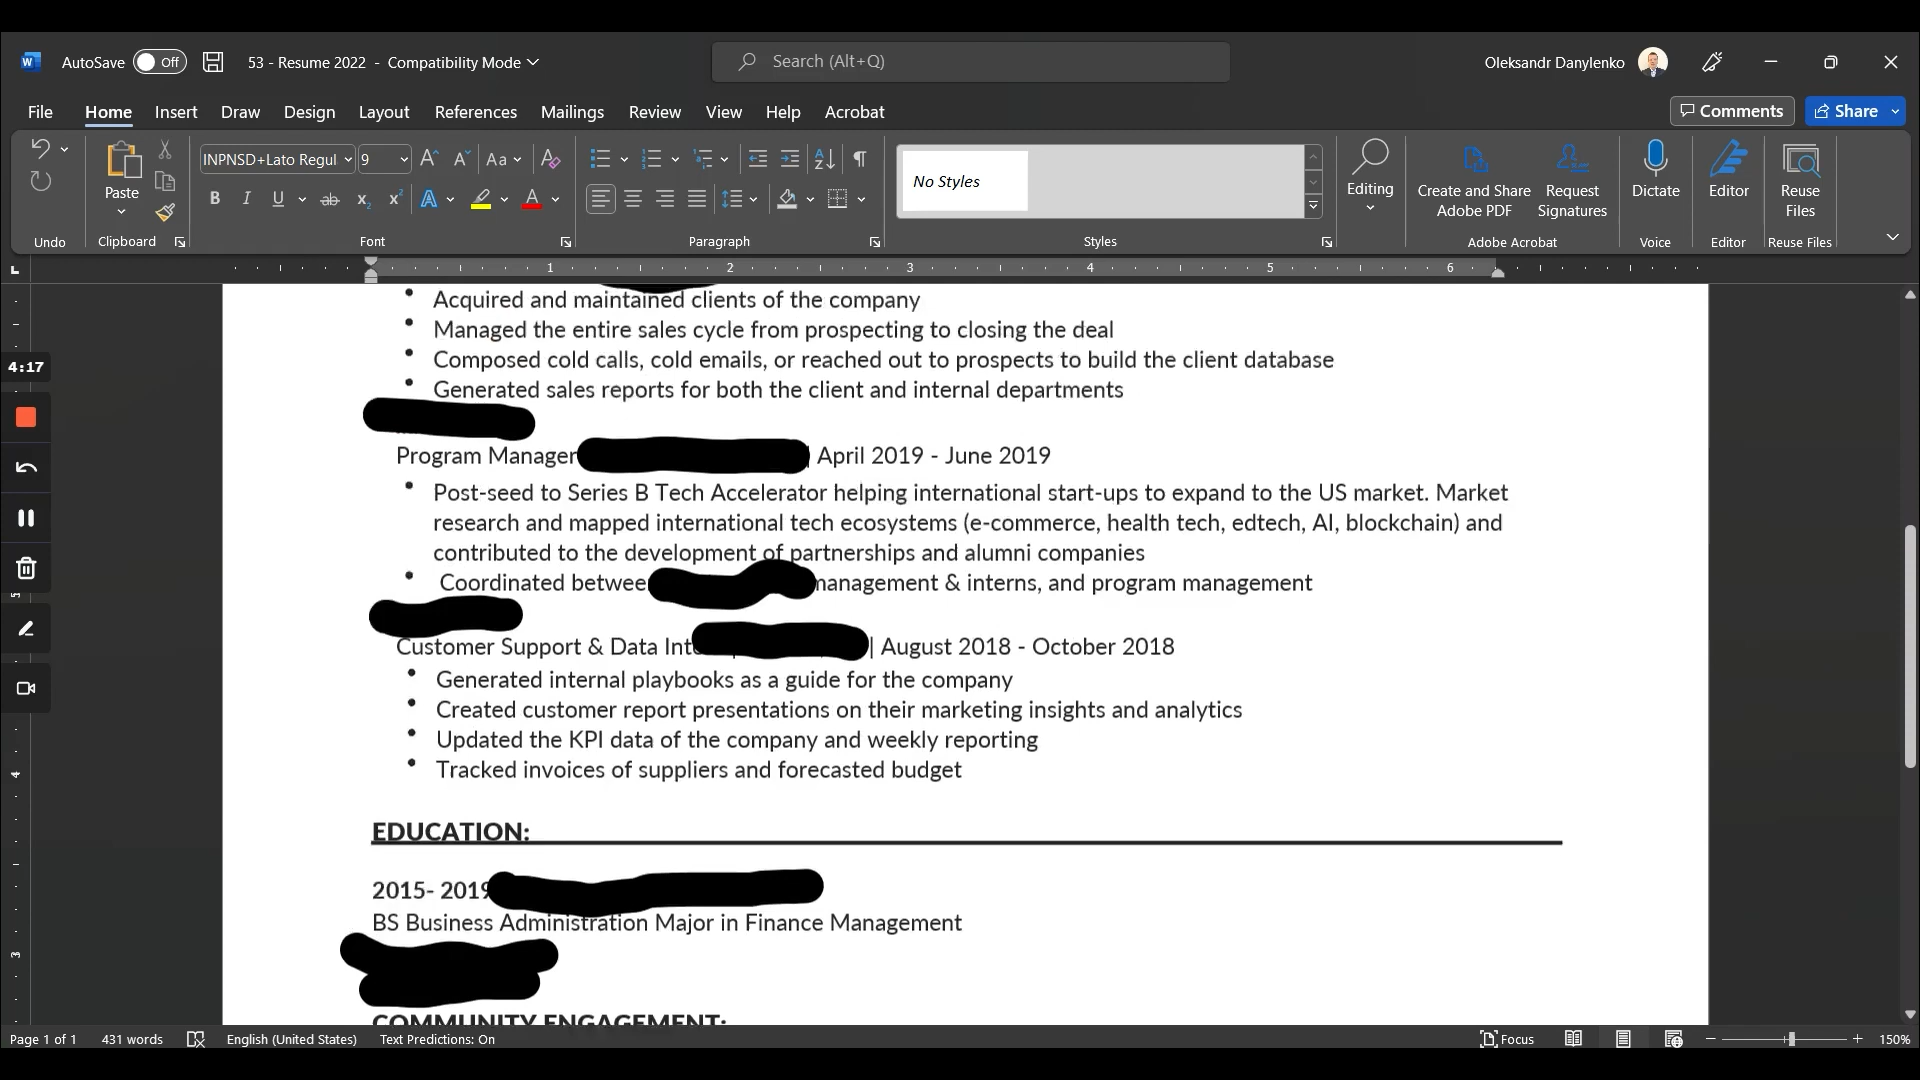 AutoSave Off 53 - Resume 2022 - Compatibility Mode Search (Alt+Q) Oleksandr Danylenko
File Home Insert Draw Design Layout References Mailings Review View Help Acrobat Comments Share
INPNSD+Lato Regul 9
No Styles
Paste
Editing
Create and Share Adobe PDF
Request Signatures
Dictate
Editor
Reuse Files
Undo Clipboard Font Paragraph Styles Adobe Acrobat Voice Editor Reuse Files
1 2 3 4 5 6
Acquired and maintained clients of the company
Managed the entire sales cycle from prospecting to closing the deal
4:17
Composed cold calls, cold emails, or reached out to prospects to build the client database
Generated sales reports for both the client and internal departments
Program Manager | April 2019 - June 2019
Post-seed to Series B Tech Accelerator helping international start-ups to expand to the US market. Market
research and mapped international tech ecosystems (e-commerce, health tech, edtech, AI, blockchain) and
contributed to the development of partnerships and alumni companies
Coordinated management & interns, and program management
Customer Support & Data | August 2018 - October 2018
Generated internal playbooks as a guide for the company
Created customer report presentations on their marketing insights and analytics
Updated the KPI data of the company and weekly reporting
Tracked invoices of suppliers and forecasted budget
EDUCATION:
2015- 2019
BS Business Administration Major in Finance Management
COMMUNITY ENGAGEMENT:
Page 1 of 1 431 words English (United States) Text Predictions: On Focus 150%